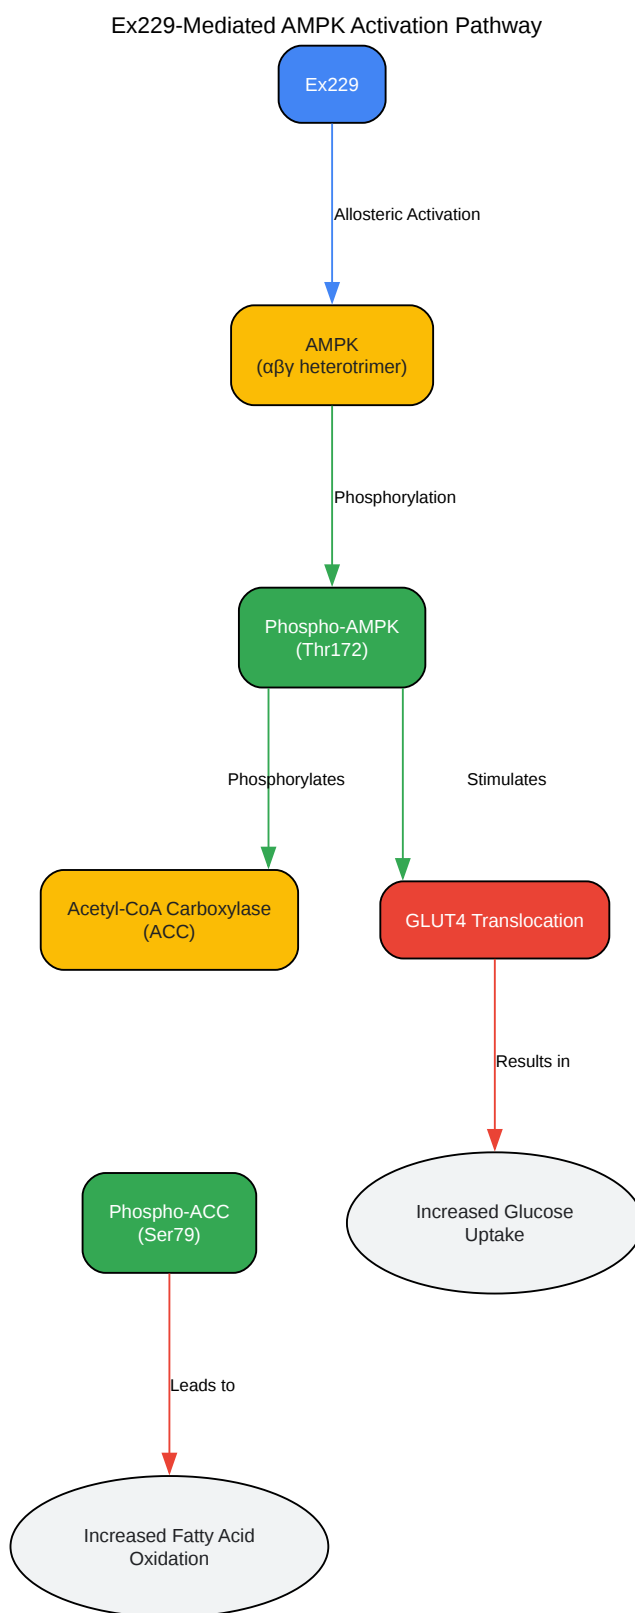 Ex229-Mediated AMPK Activation Pathway
Ex229
Allosteric Activation
AMPK
(αβγ heterotrimer)
Phosphorylation
Phospho-AMPK
(Thr172)
Phosphorylates
Stimulates
Acetyl-CoA Carboxylase
(ACC)
GLUT4 Translocation
Results in
Phospho-ACC
(Ser79)
Increased Glucose
Uptake
Leads to
Increased Fatty Acid
Oxidation